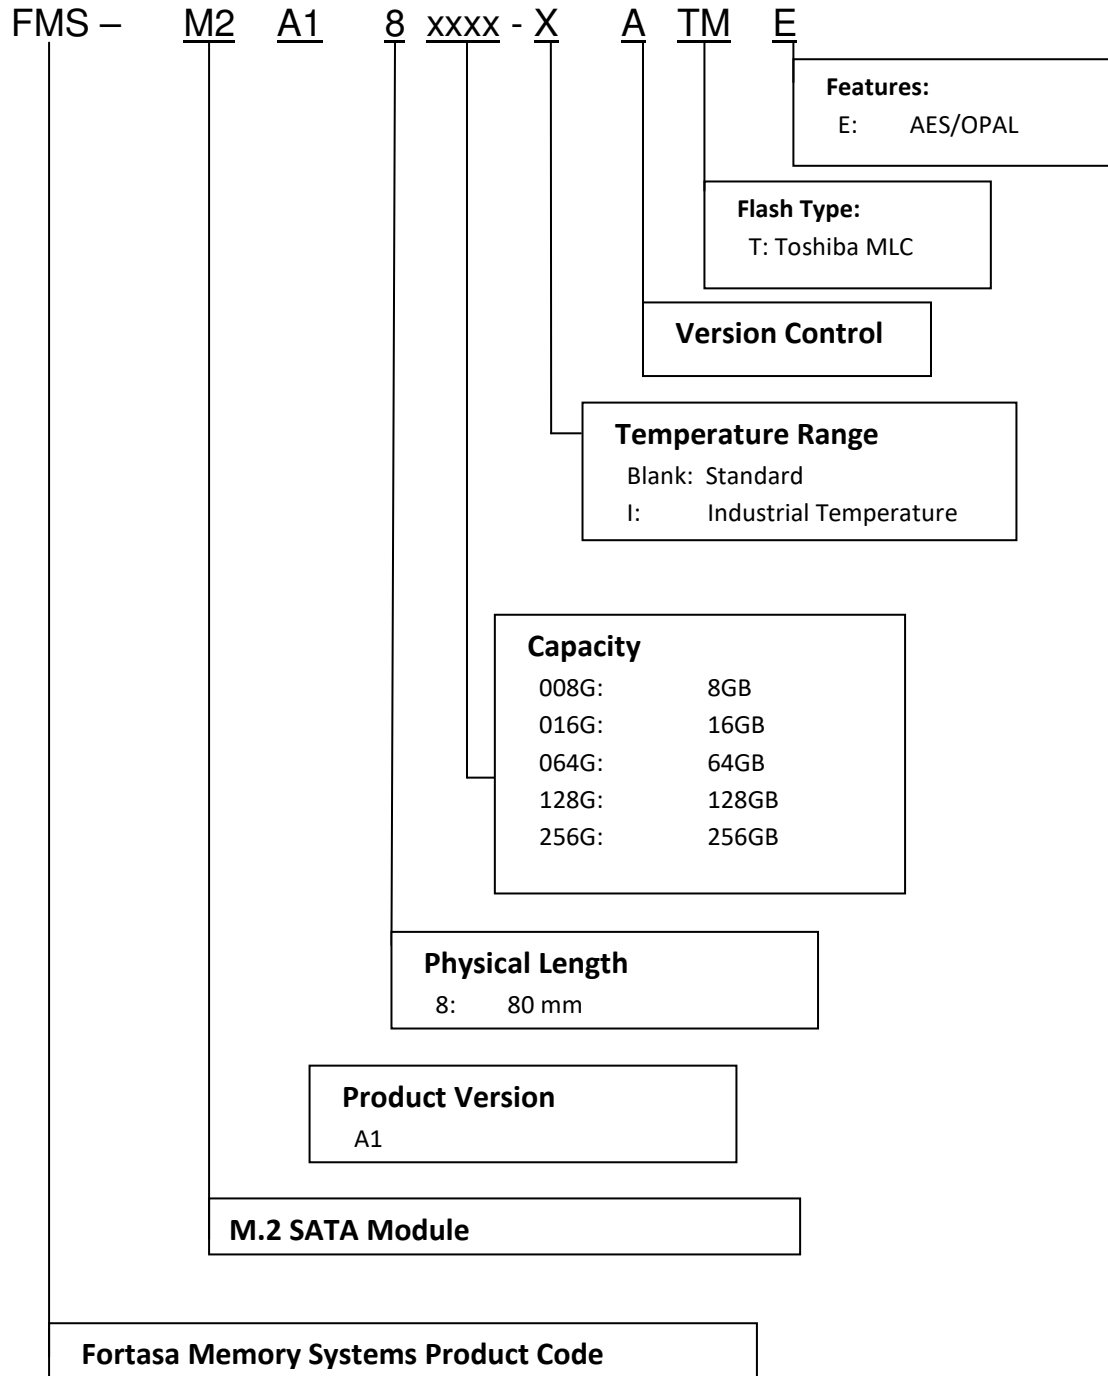 FMS – M2 A1 8 xxxx - X A TM E
Features:
E: AES/OPAL
Flash Type:
T: Toshiba MLC
Version Control
Temperature Range
Blank: Standard
I: Industrial Temperature
Capacity
008G: 8GB
016G: 16GB
064G: 64GB
128G: 128GB
256G: 256GB
Physical Length
8: 80 mm
Product Version
A1
M.2 SATA Module
Fortasa Memory Systems Product Code